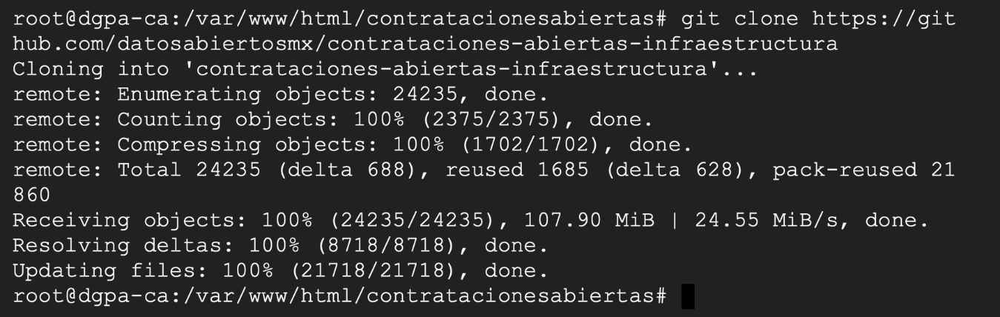 root@dgpa-ca:/var/www/html/contratacionesabiertas# git clone https://git
hub.com/datosabiertosmx/contrataciones-abiertas-infraestructura
Cloning into 'contrataciones-abiertas-infraestructura'...
remote: Enumerating objects: 24235, done.
remote: Counting objects: 100% (2375/2375), done.
remote: Compressing objects: 100% (1702/1702), done.
remote: Total 24235 (delta 688), reused 1685 (delta 628), pack-reused 21
860
Receiving objects: 100% (24235/24235), 107.90 MiB | 24.55 MiB/s, done.
Resolving deltas: 100% (8718/8718), done.
Updating files: 100% (21718/21718), done.
root@dgpa-ca:/var/www/html/contratacionesabiertas#